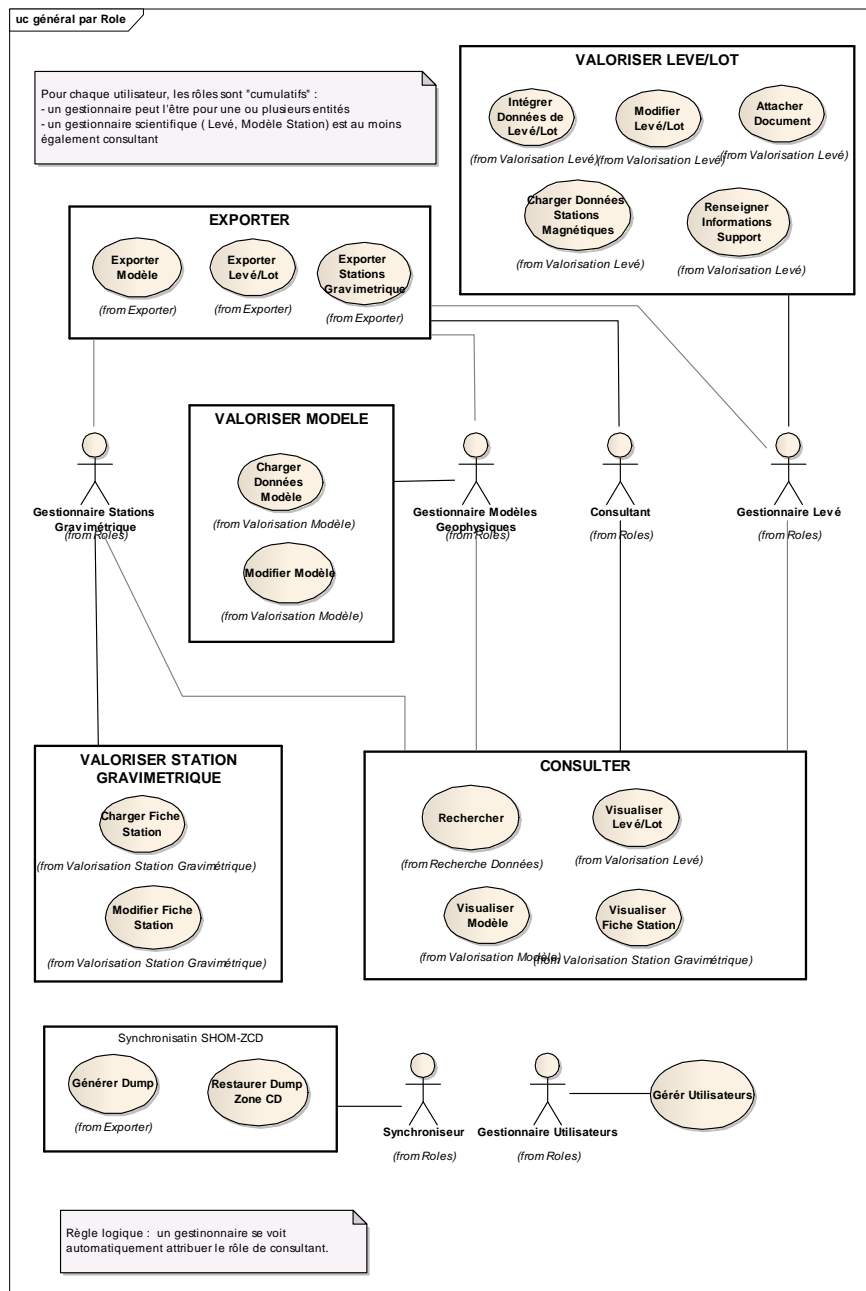 uc général par Role
Pour chaque utilisateur, les rôles sont "cumulatifs" :
- un gestionnaire peut l'être pour une ou plusieurs entités
- un gestionnaire scientifique ( Levé, Modèle Station) est au moins
également consultant
VALORISER LEVE/LOT
Intégrer
Données de
Levé/Lot
(from Valorisation Levé)
Modifier
Levé/Lot
(from Valorisation Levé)
Attacher
Document
(from Valorisation Levé)
Charger Données
Stations
Magnétiques
(from Valorisation Levé)
Renseigner
Informations
Support
(from Valorisation Levé)
EXPORTER
Exporter
Modèle
(from Exporter)
Exporter
Levé/Lot
(from Exporter)
Exporter
Stations
Gravimetrique
(from Exporter)
VALORISER MODELE
Charger
Données
Modèle
(from Valorisation Modèle)
Modifier Modèle
(from Valorisation Modèle)
Gestionnaire Stations
Gravimétrique
(from Roles)
Gestionnaire Modèles
Geophysiques
(from Roles)
Consultant
(from Roles)
Gestionnaire Levé
(from Roles)
VALORISER STATION
GRAVIMETRIQUE
Charger Fiche
Station
(from Valorisation Station Gravimétrique)
Modifier Fiche
Station
(from Valorisation Station Gravimétrique)
CONSULTER
Rechercher
(from Recherche Données)
Visualiser
Levé/Lot
(from Valorisation Levé)
Visualiser
Modèle
(from Valorisation Modèle)
Visualiser
Fiche Station
(from Valorisation Station Gravimétrique)
Synchronisatin SHOM-ZCD
Générer Dump
(from Exporter)
Restaurer Dump
Zone CD
Synchroniseur
(from Roles)
Gestionnaire Utilisateurs
(from Roles)
Gérér Utilisateurs
Règle logique : un gestinonnaire se voit
automatiquement attribuer le rôle de consultant.